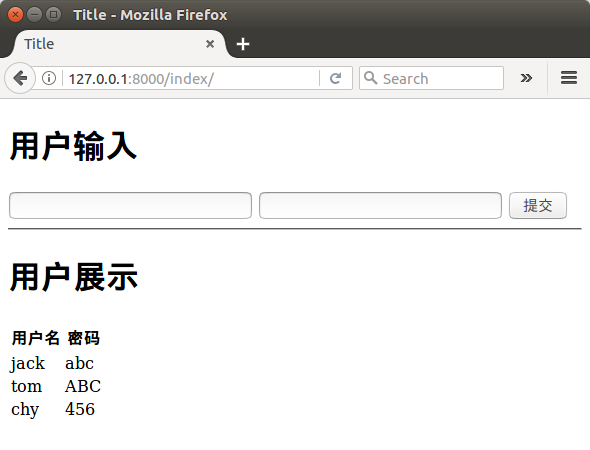 Title - Mozilla Firefox
Title
127.0.0.1:8000/index/ Search
用户输入
提交
用户展示
用户名 密码
jack abc
tom ABC
chy 456